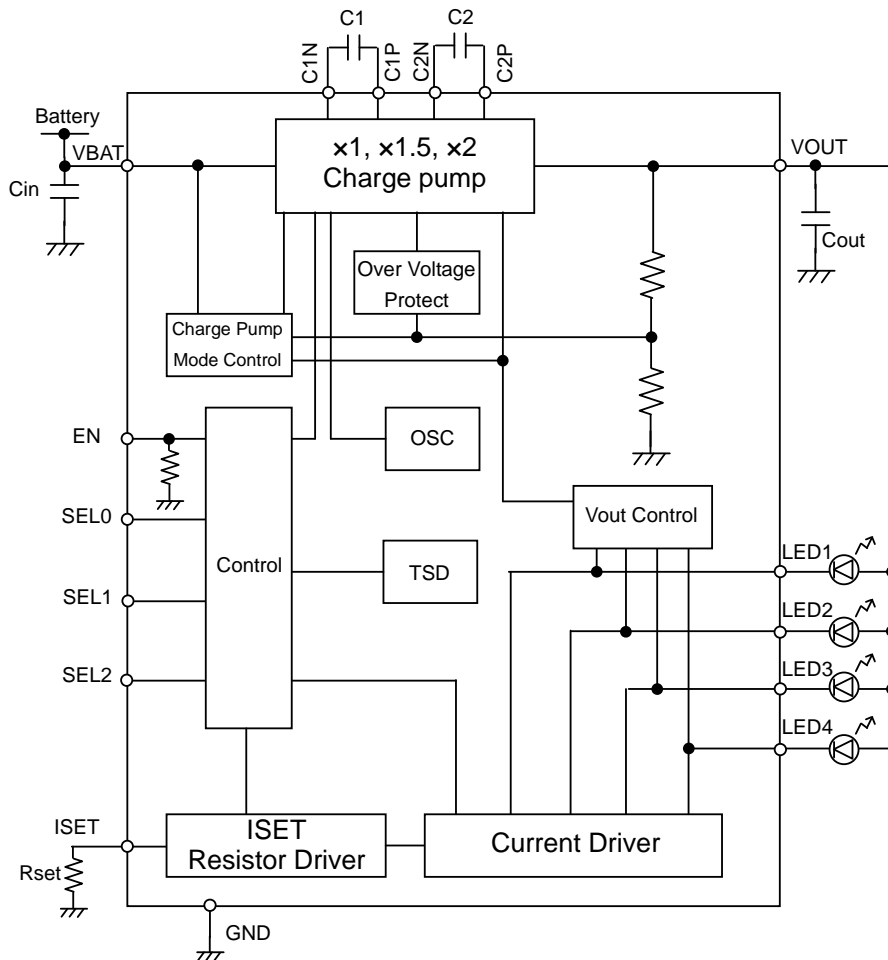 C1
C2
C1N
C1P
C2N
C2P
Battery
VBAT
×1, ×1.5, ×2
Charge pump
VOUT
Cin
Cout
Over Voltage
Protect
Charge Pump
Mode Control
EN
OSC
SEL0
Vout Control
Control
TSD
LED1
SEL1
LED2
SEL2
LED3
LED4
ISET
ISET
Resistor Driver
Current Driver
Rset
GND